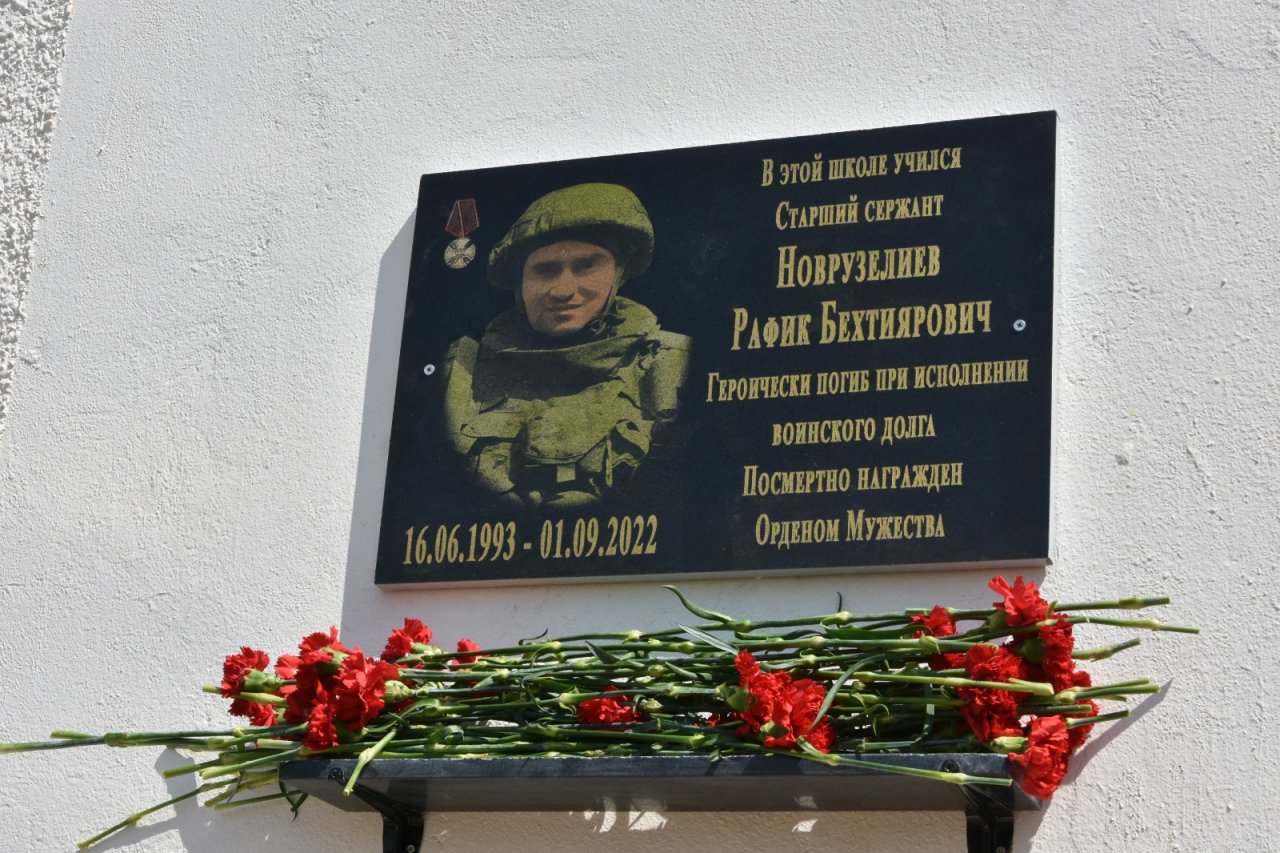 В этой школе учился
Старший сержант
Новрузелиев
Рафик Бехтиярович
Героически погиб при исполнении
воинского долга
Посмертно награжден
Орденом Мужества
16.06.1993 - 01.09.2022